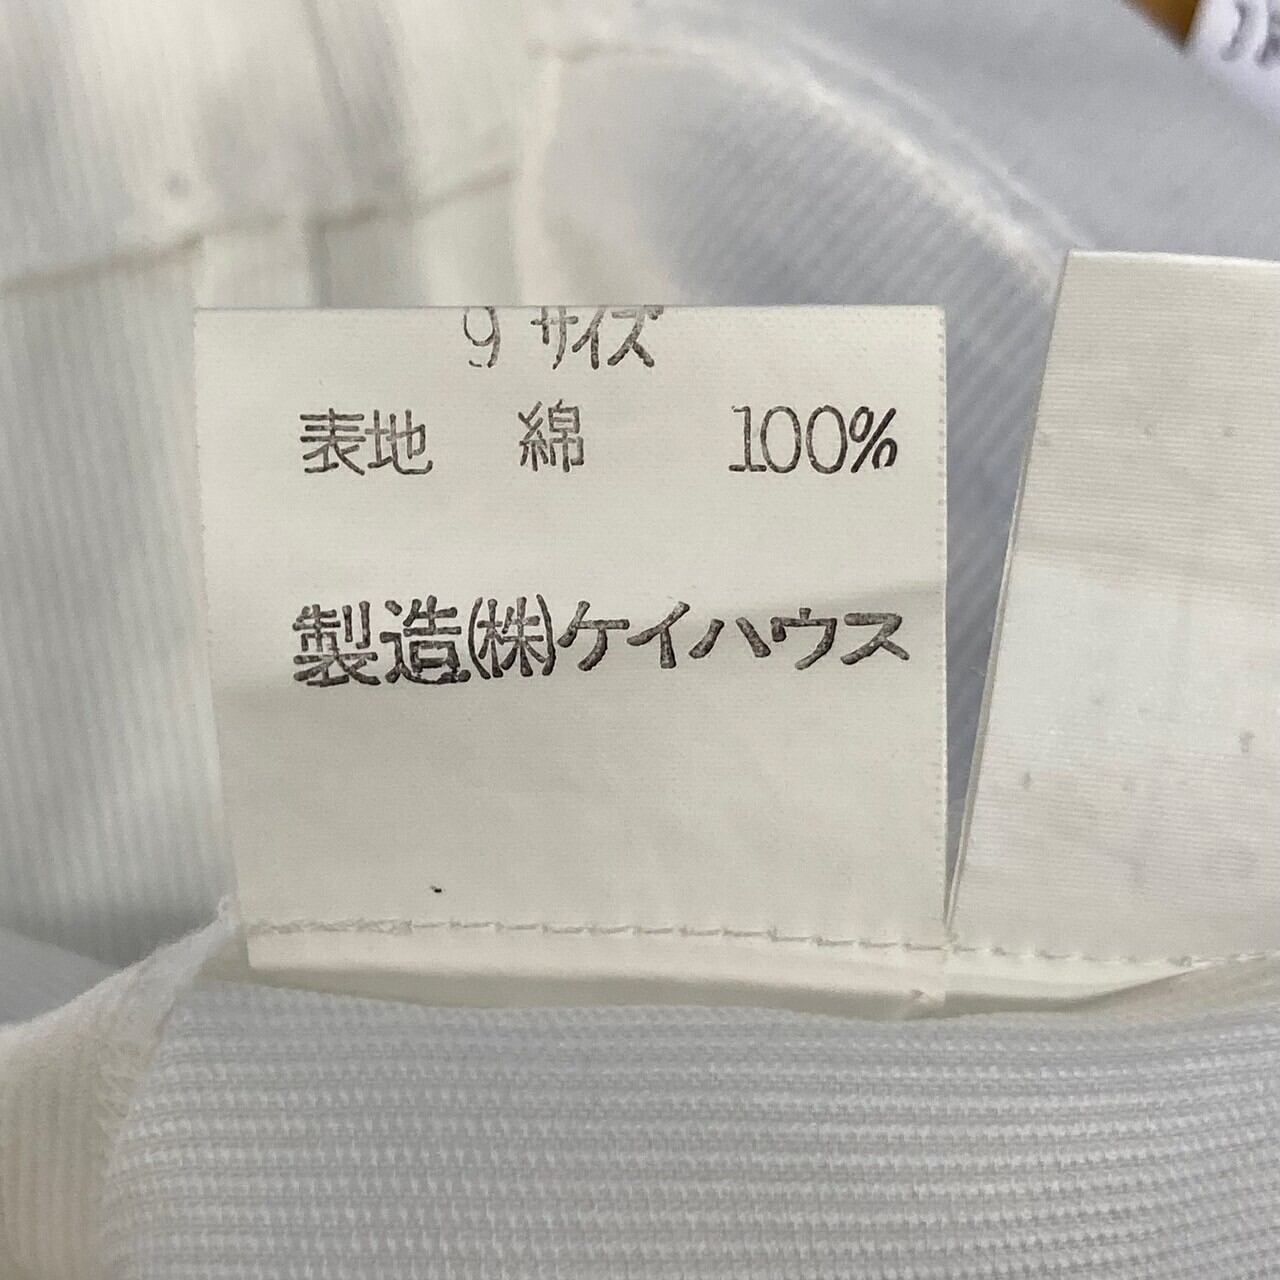 9 サイズ
表地 綿 100%
製造(株)ケイハウス